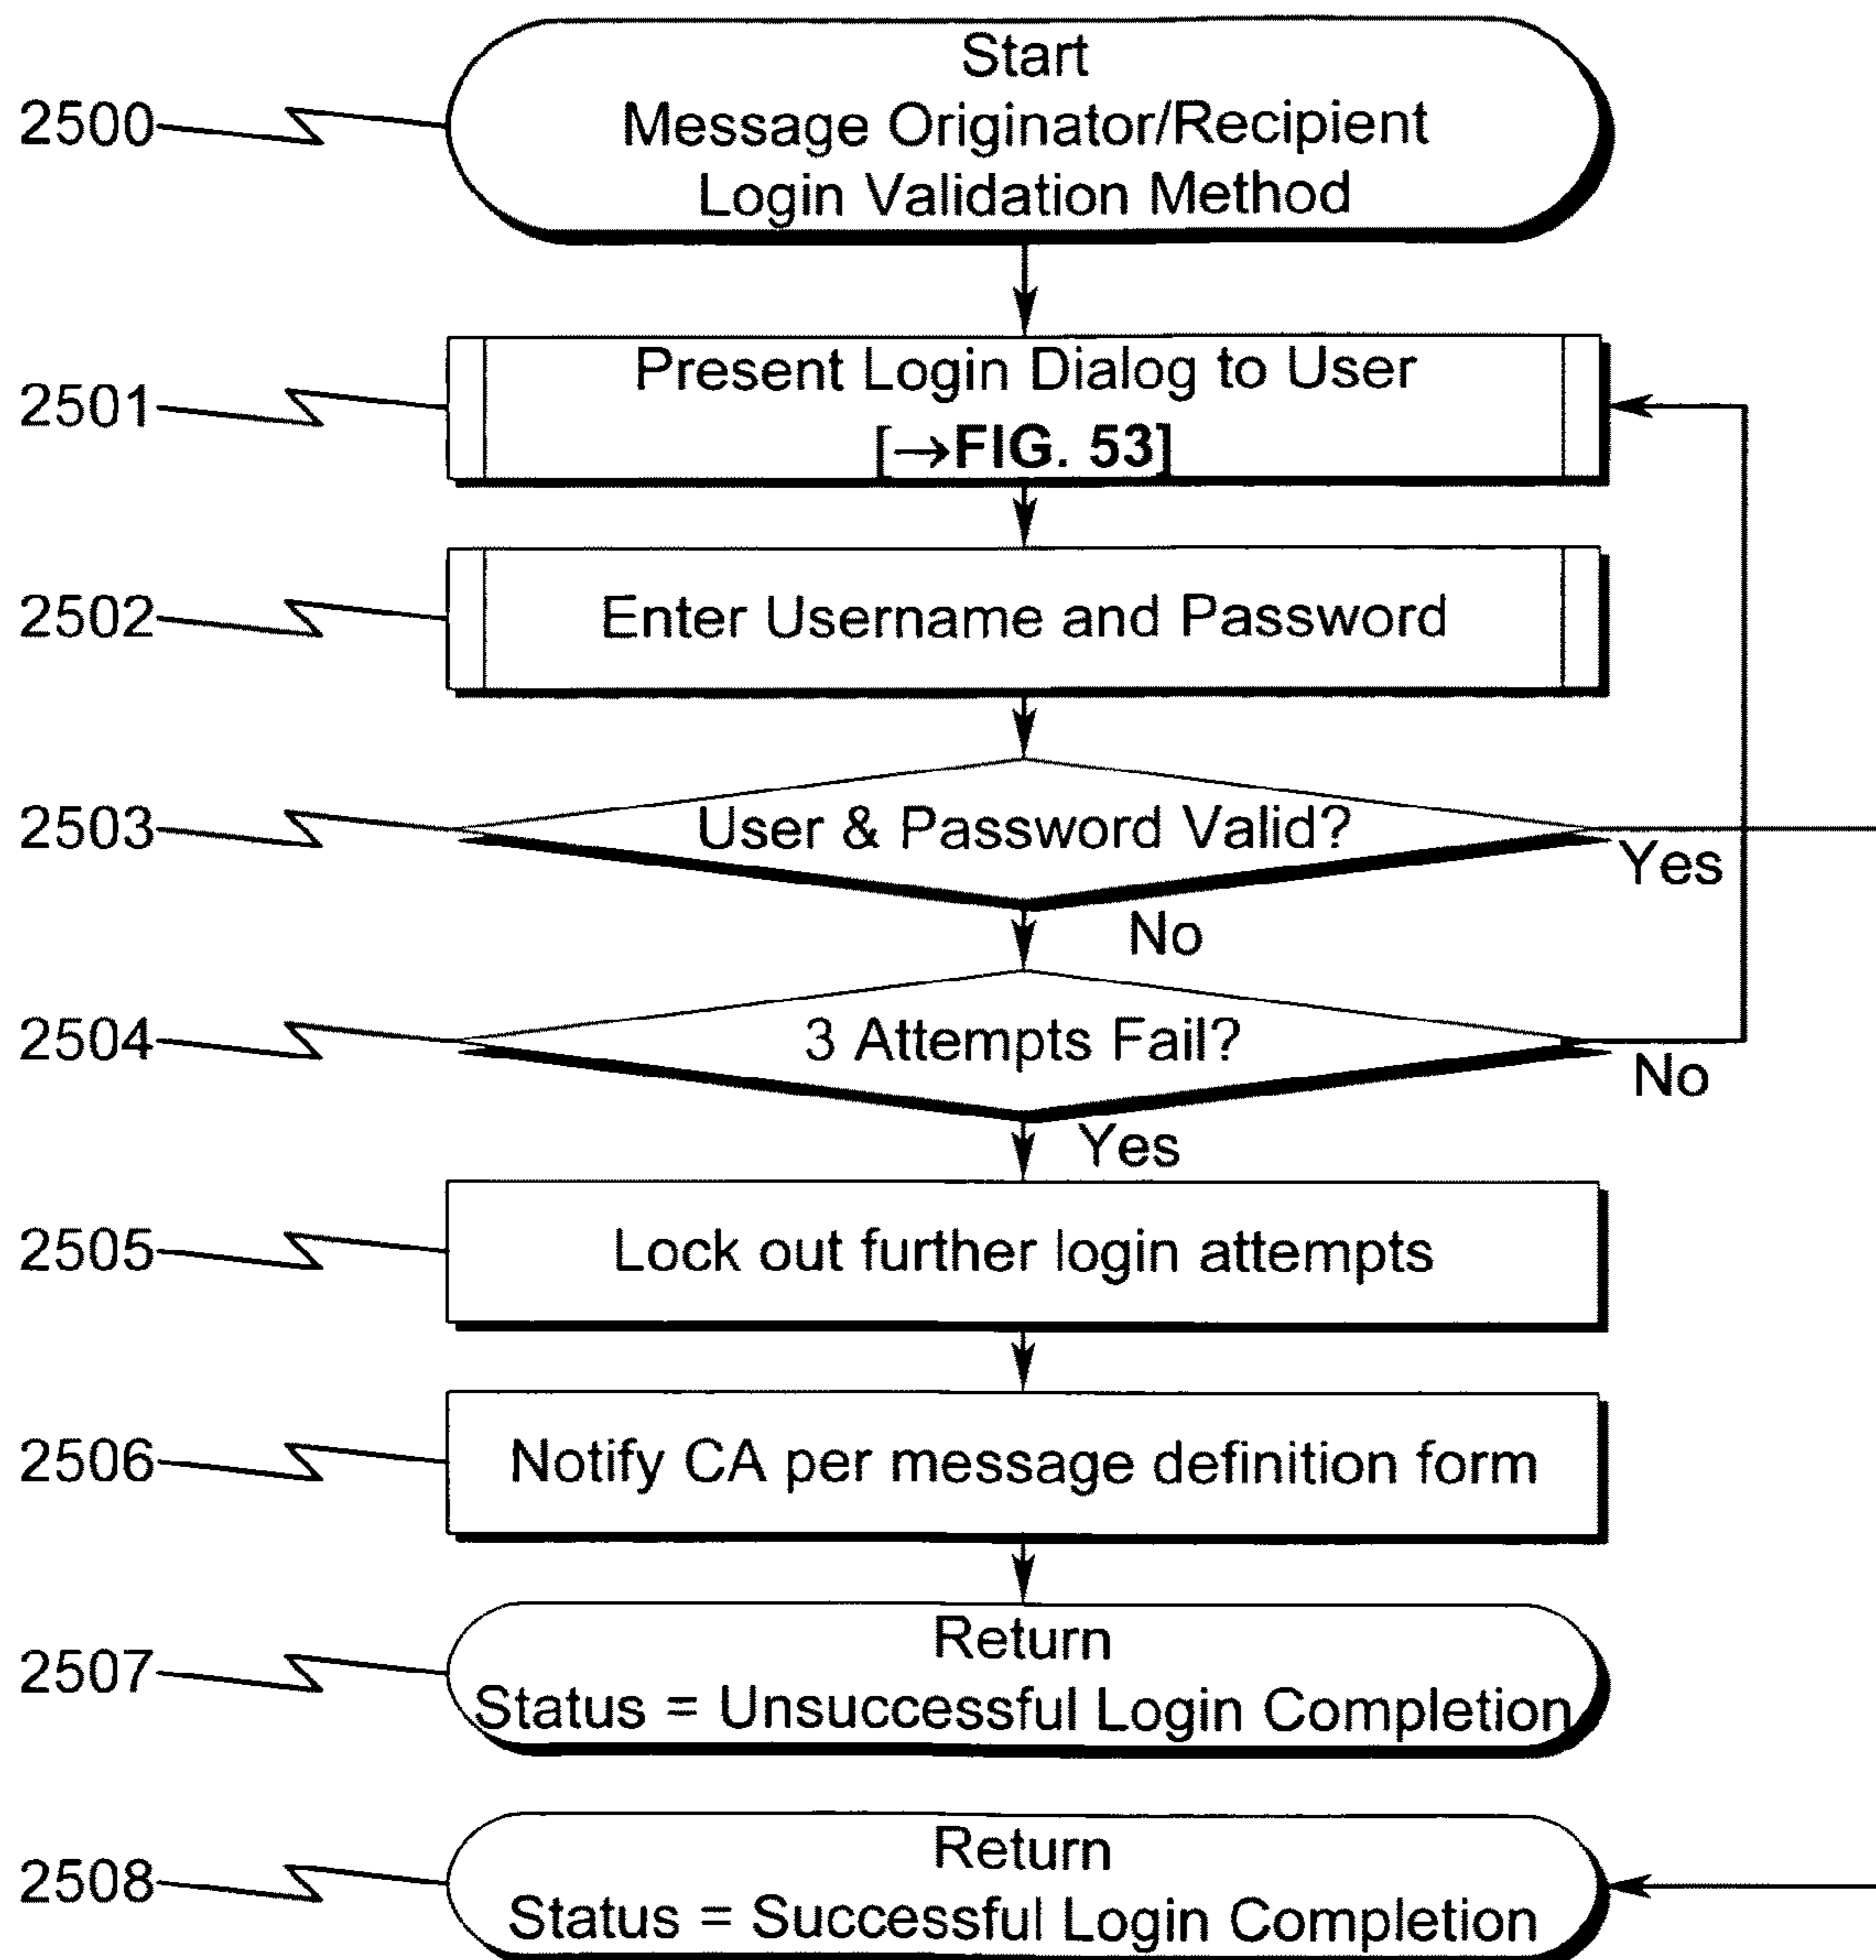 2500
Start
Message Originator/Recipient
Login Validation Method
2501
Present Login Dialog to User
[→FIG. 53]
2502
Enter Username and Password
2503
User & Password Valid?
Yes
No
2504
3 Attempts Fail?
No
Yes
2505
Lock out further login attempts
2506
Notify CA per message definition form
2507
Return
Status = Unsuccessful Login Completion
2508
Return
Status = Successful Login Completion